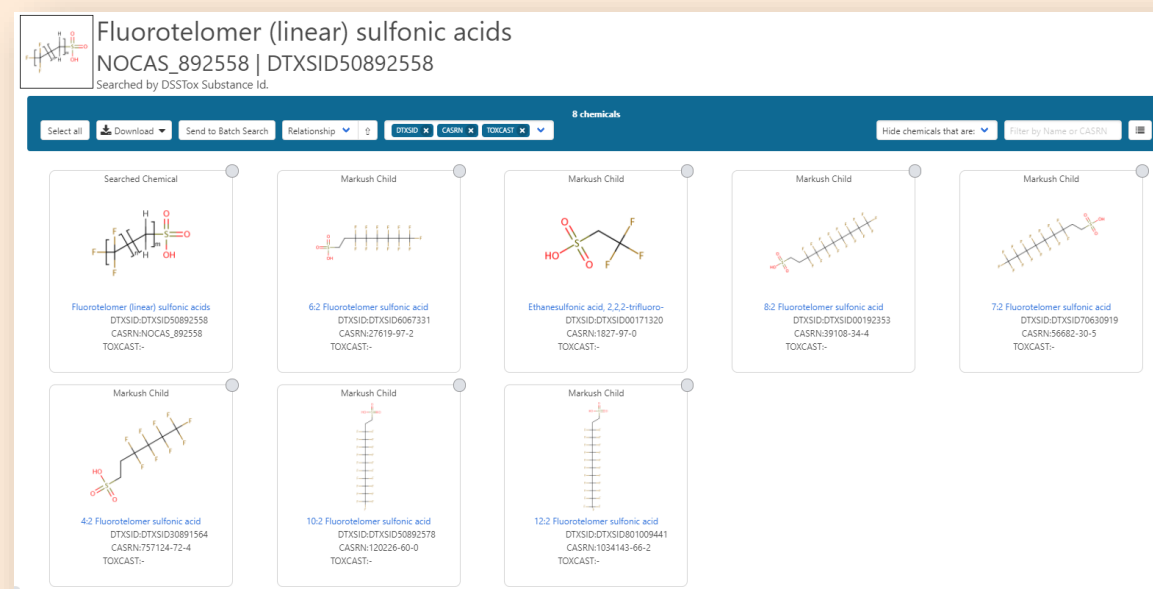 Fluorotelomer (linear) sulfonic acids
NOCAS_892558 | DTXSID50892558
Searched by DSSTox Substance Id.
8 chemicals
Select all Download Send to Batch Search Relationship DTXSID × CASRN × TOXCAST × Hide chemicals that are: Filter by Name or CASRN
Searched Chemical
Fluorotelomer (linear) sulfonic acids
DTXSID:DTXSID50892558
CASRN:NOCAS_892558
TOXCAST:-
Markush Child
6:2 Fluorotelomer sulfonic acid
DTXSID:DTXSID6067331
CASRN:27619-97-2
TOXCAST:-
Markush Child
Ethanesulfonic acid, 2,2,2-trifluoro-
DTXSID:DTXSID00171320
CASRN:1827-97-0
TOXCAST:-
Markush Child
8:2 Fluorotelomer sulfonic acid
DTXSID:DTXSID00192353
CASRN:39108-34-4
TOXCAST:-
Markush Child
7:2 Fluorotelomer sulfonic acid
DTXSID:DTXSID70630919
CASRN:56682-30-5
TOXCAST:-
Markush Child
4:2 Fluorotelomer sulfonic acid
DTXSID:DTXSID30891564
CASRN:757124-72-4
TOXCAST:-
Markush Child
10:2 Fluorotelomer sulfonic acid
DTXSID:DTXSID50892578
CASRN:120226-60-0
TOXCAST:-
Markush Child
12:2 Fluorotelomer sulfonic acid
DTXSID:DTXSID801009441
CASRN:1034143-66-2
TOXCAST:-